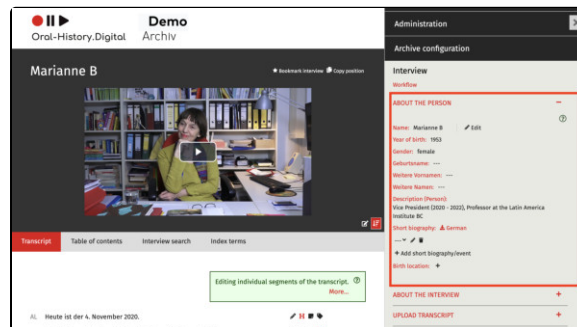 Demo
Oral-History.Digital Archiv
Marianne B
Bookmark interview Copy position
Transcript Table of contents Interview search Index terms
Editing individual segments of the transcript.
More...
AL Heute ist der 4. November 2020.
Administration
Archive configuration
Interview
Workflow
ABOUT THE PERSON −
Name: Marianne B Edit
Year of birth: 1953
Gender: female
Geburtsname: ---
Weitere Vornamen: ---
Weitere Namen: ---
Description (Person):
Vice President (2020 - 2022), Professor at the Latin America
Institute BC
Short biography: German
---
+ Add short biography/event
Birth location: +
ABOUT THE INTERVIEW +
UPLOAD TRANSCRIPT +